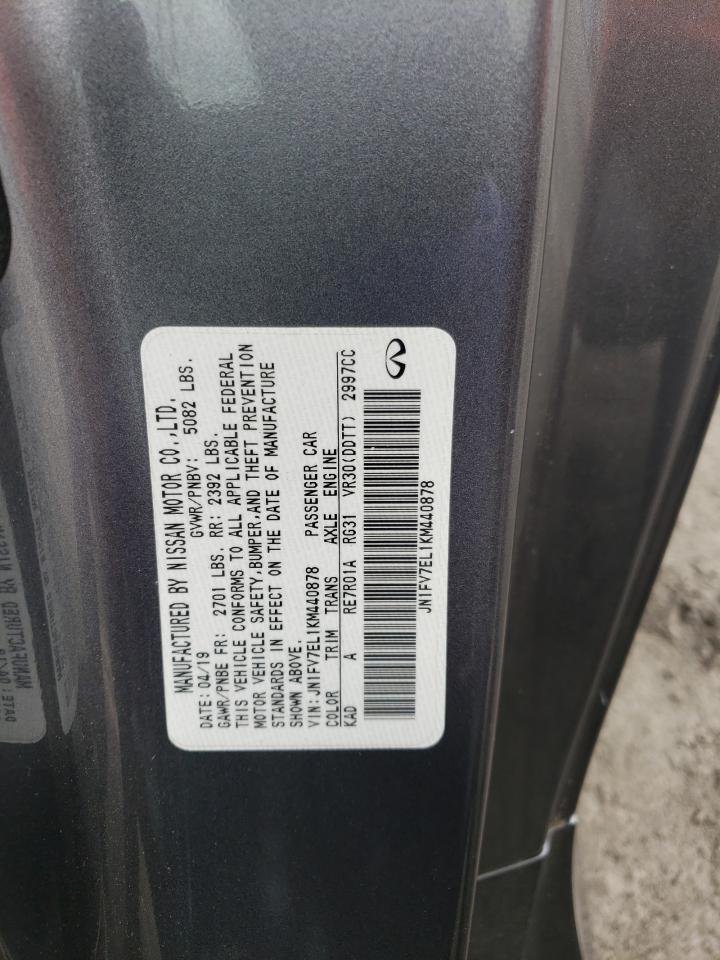 MANUFACTURED BY NISSAN MOTOR CO.,LTD.
DATE: 04/19 GVWR/PNBV: 5082 LBS.
GAWR/PNBE FR: 2701 LBS. RR: 2392 LBS.
THIS VEHICLE CONFORMS TO ALL APPLICABLE FEDERAL
MOTOR VEHICLE SAFETY,BUMPER,AND THEFT PREVENTION
STANDARDS IN EFFECT ON THE DATE OF MANUFACTURE
SHOWN ABOVE.
VIN:JN1FV7EL1KM440878 PASSENGER CAR
COLOR TRIM TRANS AXLE ENGINE
KAD A RE7R01A RG31 VR30(DDTT) 2997CC
JN1FV7EL1KM440878